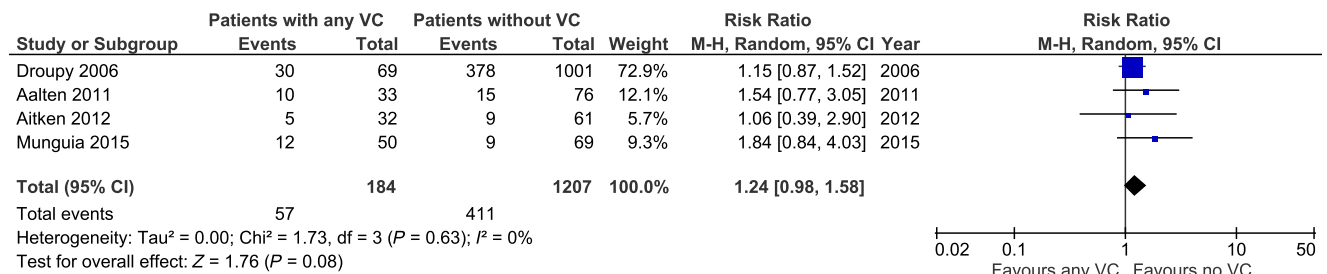 Patients with any VC Patients without VC Risk Ratio Risk Ratio
Study or Subgroup Events Total Events Total Weight M-H, Random, 95% CI Year M-H, Random, 95% CI
Droupy 2006 30 69 378 1001 72.9% 1.15 [0.87, 1.52] 2006
Aalten 2011 10 33 15 76 12.1% 1.54 [0.77, 3.05] 2011
Aitken 2012 5 32 9 61 5.7% 1.06 [0.39, 2.90] 2012
Munguia 2015 12 50 9 69 9.3% 1.84 [0.84, 4.03] 2015
Total (95% CI) 184 1207 100.0% 1.24 [0.98, 1.58]
Total events 57 411
Heterogeneity: Tau² = 0.00; Chi² = 1.73, df = 3 (P = 0.63); I² = 0%
Test for overall effect: Z = 1.76 (P = 0.08)
0.02 0.1 1 10 50
Favours any VC Favours no VC